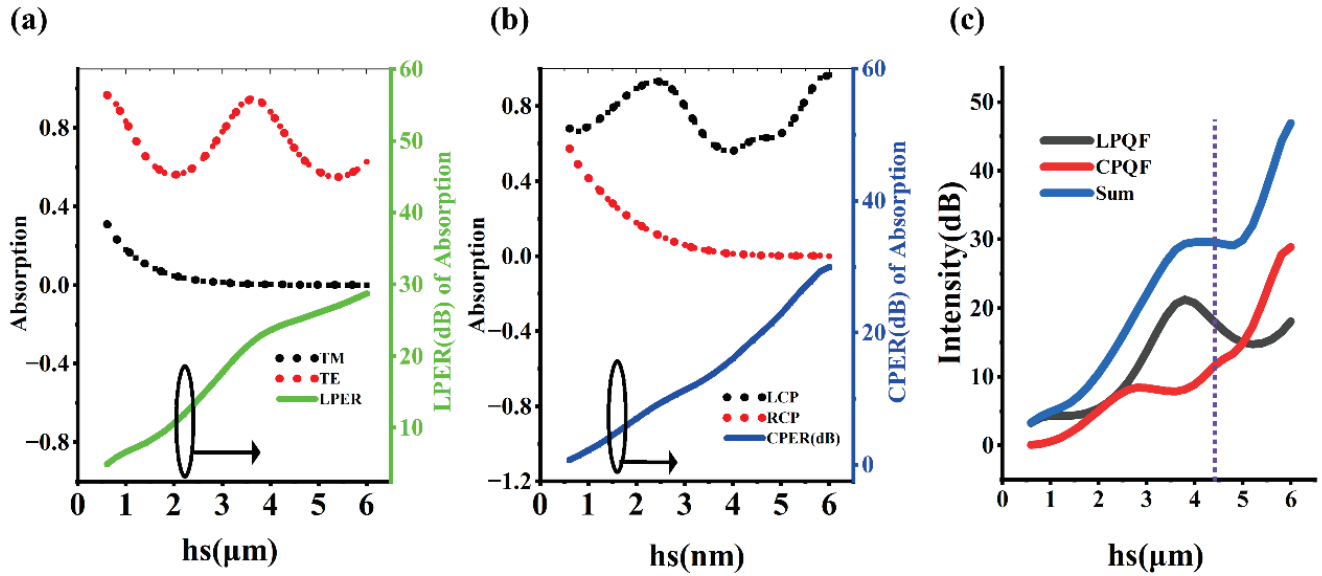 (a)
Absorption
0.8
0.4
0.0
−0.4
−0.8
60
50
40
30
20
10
LPER(dB) of Absorption
TM
TE
LPER
0 1 2 3 4 5 6
hs(μm)
(b)
Absorption
0.8
0.4
0.0
−0.4
−0.8
-1.2
60
40
20
0
CPER(dB) of Absorption
LCP
RCP
CPER(dB)
0 1 2 3 4 5 6
hs(nm)
(c)
Intensity(dB)
50
40
30
20
10
0
LPQF
CPQF
Sum
0 1 2 3 4 5 6
hs(μm)